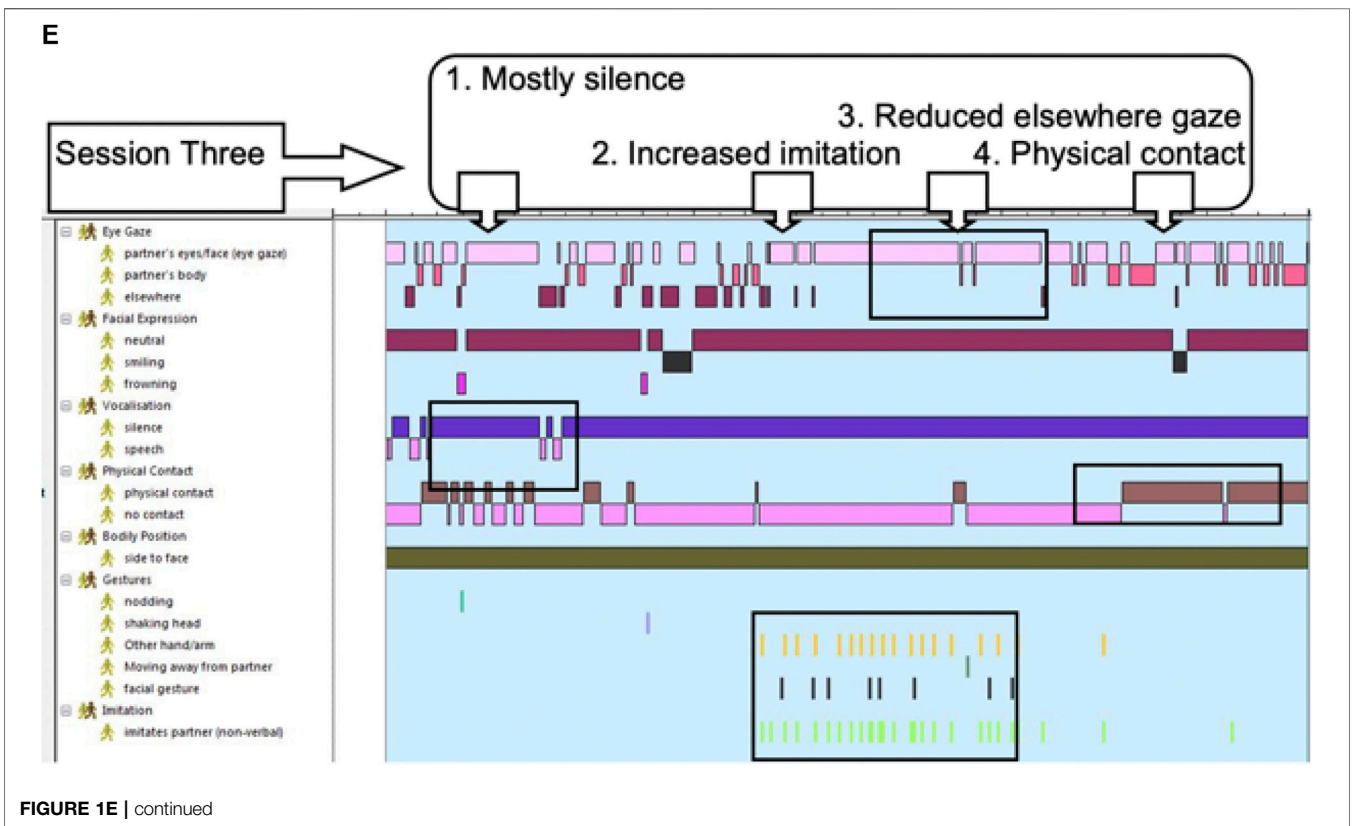 E
1. Mostly silence
3. Reduced elsewhere gaze
Session Three
2. Increased imitation
4. Physical contact
Eye Gaze
partner's eyes/face (eye gaze)
partner's body
elsewhere
Facial Expression
neutral
smiling
frowning
Vocalisation
silence
speech
Physical Contact
physical contact
no contact
Bodily Position
side to face
Gestures
nodding
shaking head
Other hand/arm
Moving away from partner
facial gesture
Imitation
imitates partner (non-verbal)
FIGURE 1E | continued